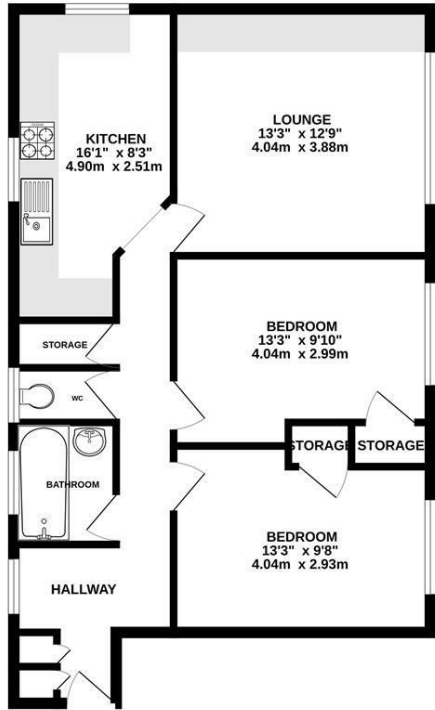 KITCHEN
16'1" x 8'3"
4.90m x 2.51m
LOUNGE
13'3" x 12'9"
4.04m x 3.88m
BEDROOM
13'3" x 9'10"
4.04m x 2.99m
STORAGE
WC
STORAGE
STORAGE
BATHROOM
BEDROOM
13'3" x 9'8"
4.04m x 2.93m
HALLWAY